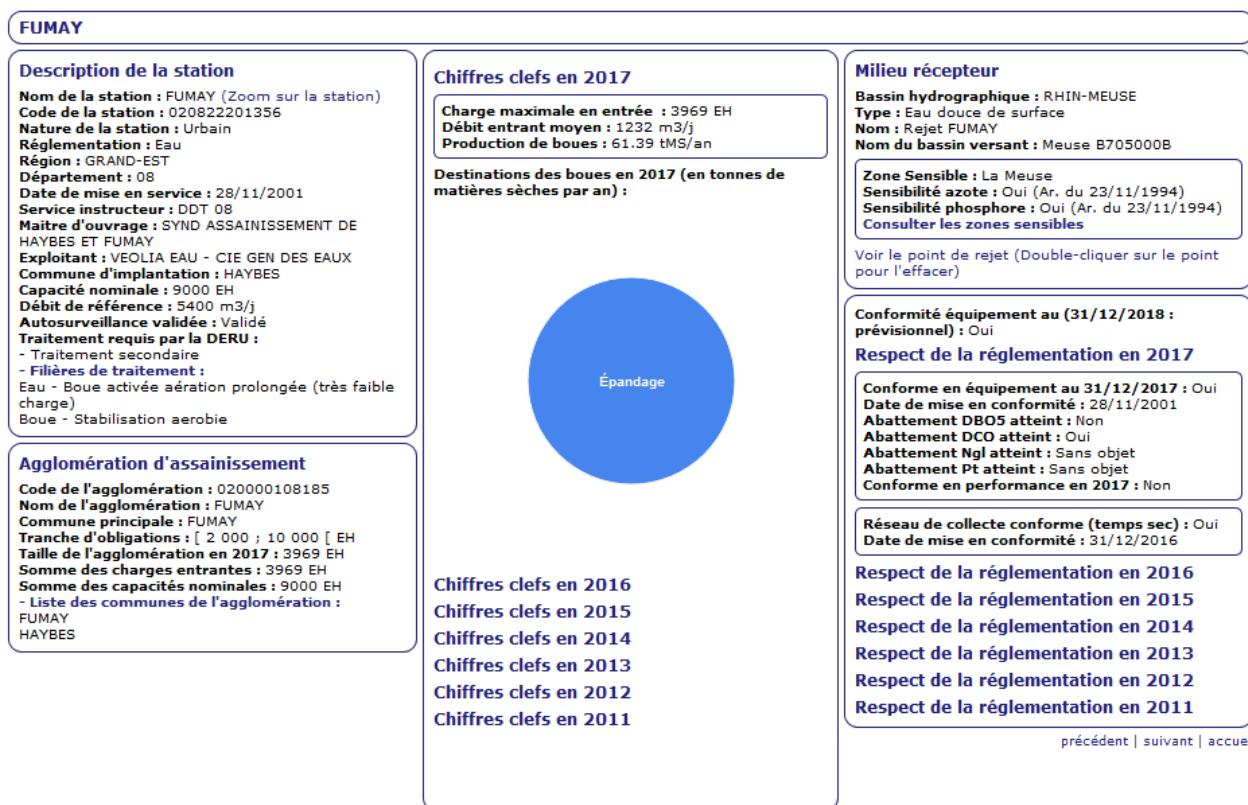 FUMAY
Description de la station
Nom de la station : FUMAY (Zoom sur la station)
Code de la station : 020822201356
Nature de la station : Urbain
Réglementation : Eau
Région : GRAND-EST
Département : 08
Date de mise en service : 28/11/2001
Service instructeur : DDT 08
Maitre d'ouvrage : SYND ASSAINISSEMENT DE
HAYBES ET FUMAY
Exploitant : VEOLIA EAU - CIE GEN DES EAUX
Commune d'implantation : HAYBES
Capacité nominale : 9000 EH
Débit de référence : 5400 m3/j
Autosurveillance validée : Validé
Traitement requis par la DERU :
- Traitement secondaire
- Filières de traitement :
Eau - Boue activée aération prolongée (très faible
charge)
Boue - Stabilisation aerobie
Agglomération d'assainissement
Code de l'agglomération : 020000108185
Nom de l'agglomération : FUMAY
Commune principale : FUMAY
Tranche d'obligations : [ 2 000 ; 10 000 [ EH
Taille de l'agglomération en 2017 : 3969 EH
Somme des charges entrantes : 3969 EH
Somme des capacités nominales : 9000 EH
- Liste des communes de l'agglomération :
FUMAY
HAYBES
Chiffres clefs en 2017
Charge maximale en entrée : 3969 EH
Débit entrant moyen : 1232 m3/j
Production de boues : 61.39 tMS/an
Destinations des boues en 2017 (en tonnes de
matières sèches par an) :
Épandage
Chiffres clefs en 2016
Chiffres clefs en 2015
Chiffres clefs en 2014
Chiffres clefs en 2013
Chiffres clefs en 2012
Chiffres clefs en 2011
Milieu récepteur
Bassin hydrographique : RHIN-MEUSE
Type : Eau douce de surface
Nom : Rejet FUMAY
Nom du bassin versant : Meuse B705000B
Zone Sensible : La Meuse
Sensibilité azote : Oui (Ar. du 23/11/1994)
Sensibilité phosphore : Oui (Ar. du 23/11/1994)
Consulter les zones sensibles
Voir le point de rejet (Double-cliquer sur le point
pour l'effacer)
Conformité équipement au (31/12/2018 :
prévisionnel) : Oui
Respect de la réglementation en 2017
Conforme en équipement au 31/12/2017 : Oui
Date de mise en conformité : 28/11/2001
Abattement DBO5 atteint : Non
Abattement DCO atteint : Oui
Abattement Ngl atteint : Sans objet
Abattement Pt atteint : Sans objet
Conforme en performance en 2017 : Non
Réseau de collecte conforme (temps sec) : Oui
Date de mise en conformité : 31/12/2016
Respect de la réglementation en 2016
Respect de la réglementation en 2015
Respect de la réglementation en 2014
Respect de la réglementation en 2013
Respect de la réglementation en 2012
Respect de la réglementation en 2011
précédent | suivant | accue